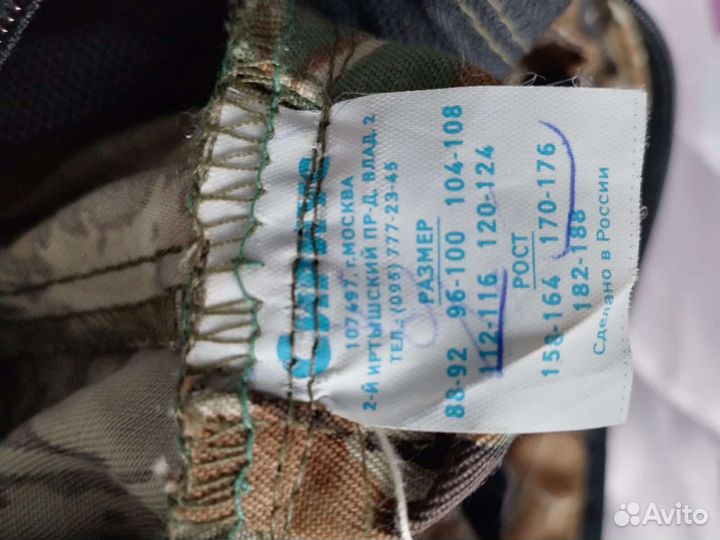 107497, г.МОСКВА
2-Й ИРТЫШСКИЙ ПР-Д, ВЛАД. 2
ТЕЛ.: (095) 777-23-45
РАЗМЕР
88-92 96-100 104-108
112-116 120-124
РОСТ
158-164 170-176
182-188
Сделано в России
Avito